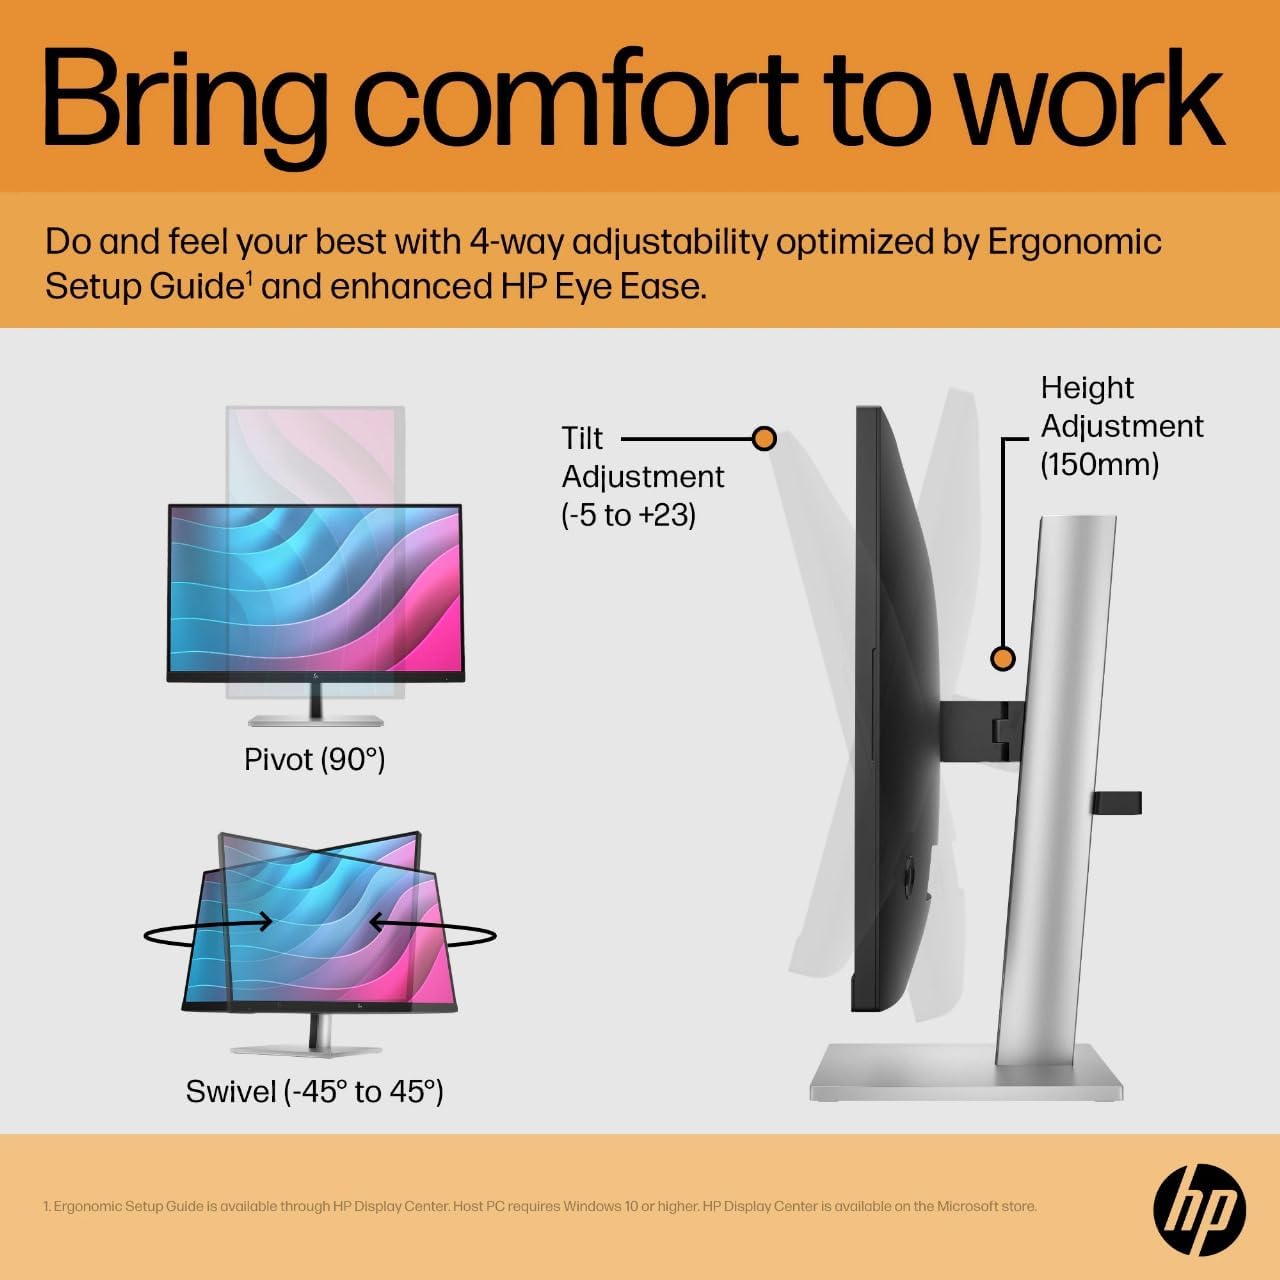 Bring comfort to work
Do and feel your best with 4-way adjustability optimized by Ergonomic
Setup Guide¹ and enhanced HP Eye Ease.
Tilt
Adjustment
(-5 to +23)
Height
Adjustment
(150mm)
Pivot (90°)
Swivel (-45° to 45°)
1. Ergonomic Setup Guide is available through HP Display Center. Host PC requires Windows 10 or higher. HP Display Center is available on the Microsoft store.
hp